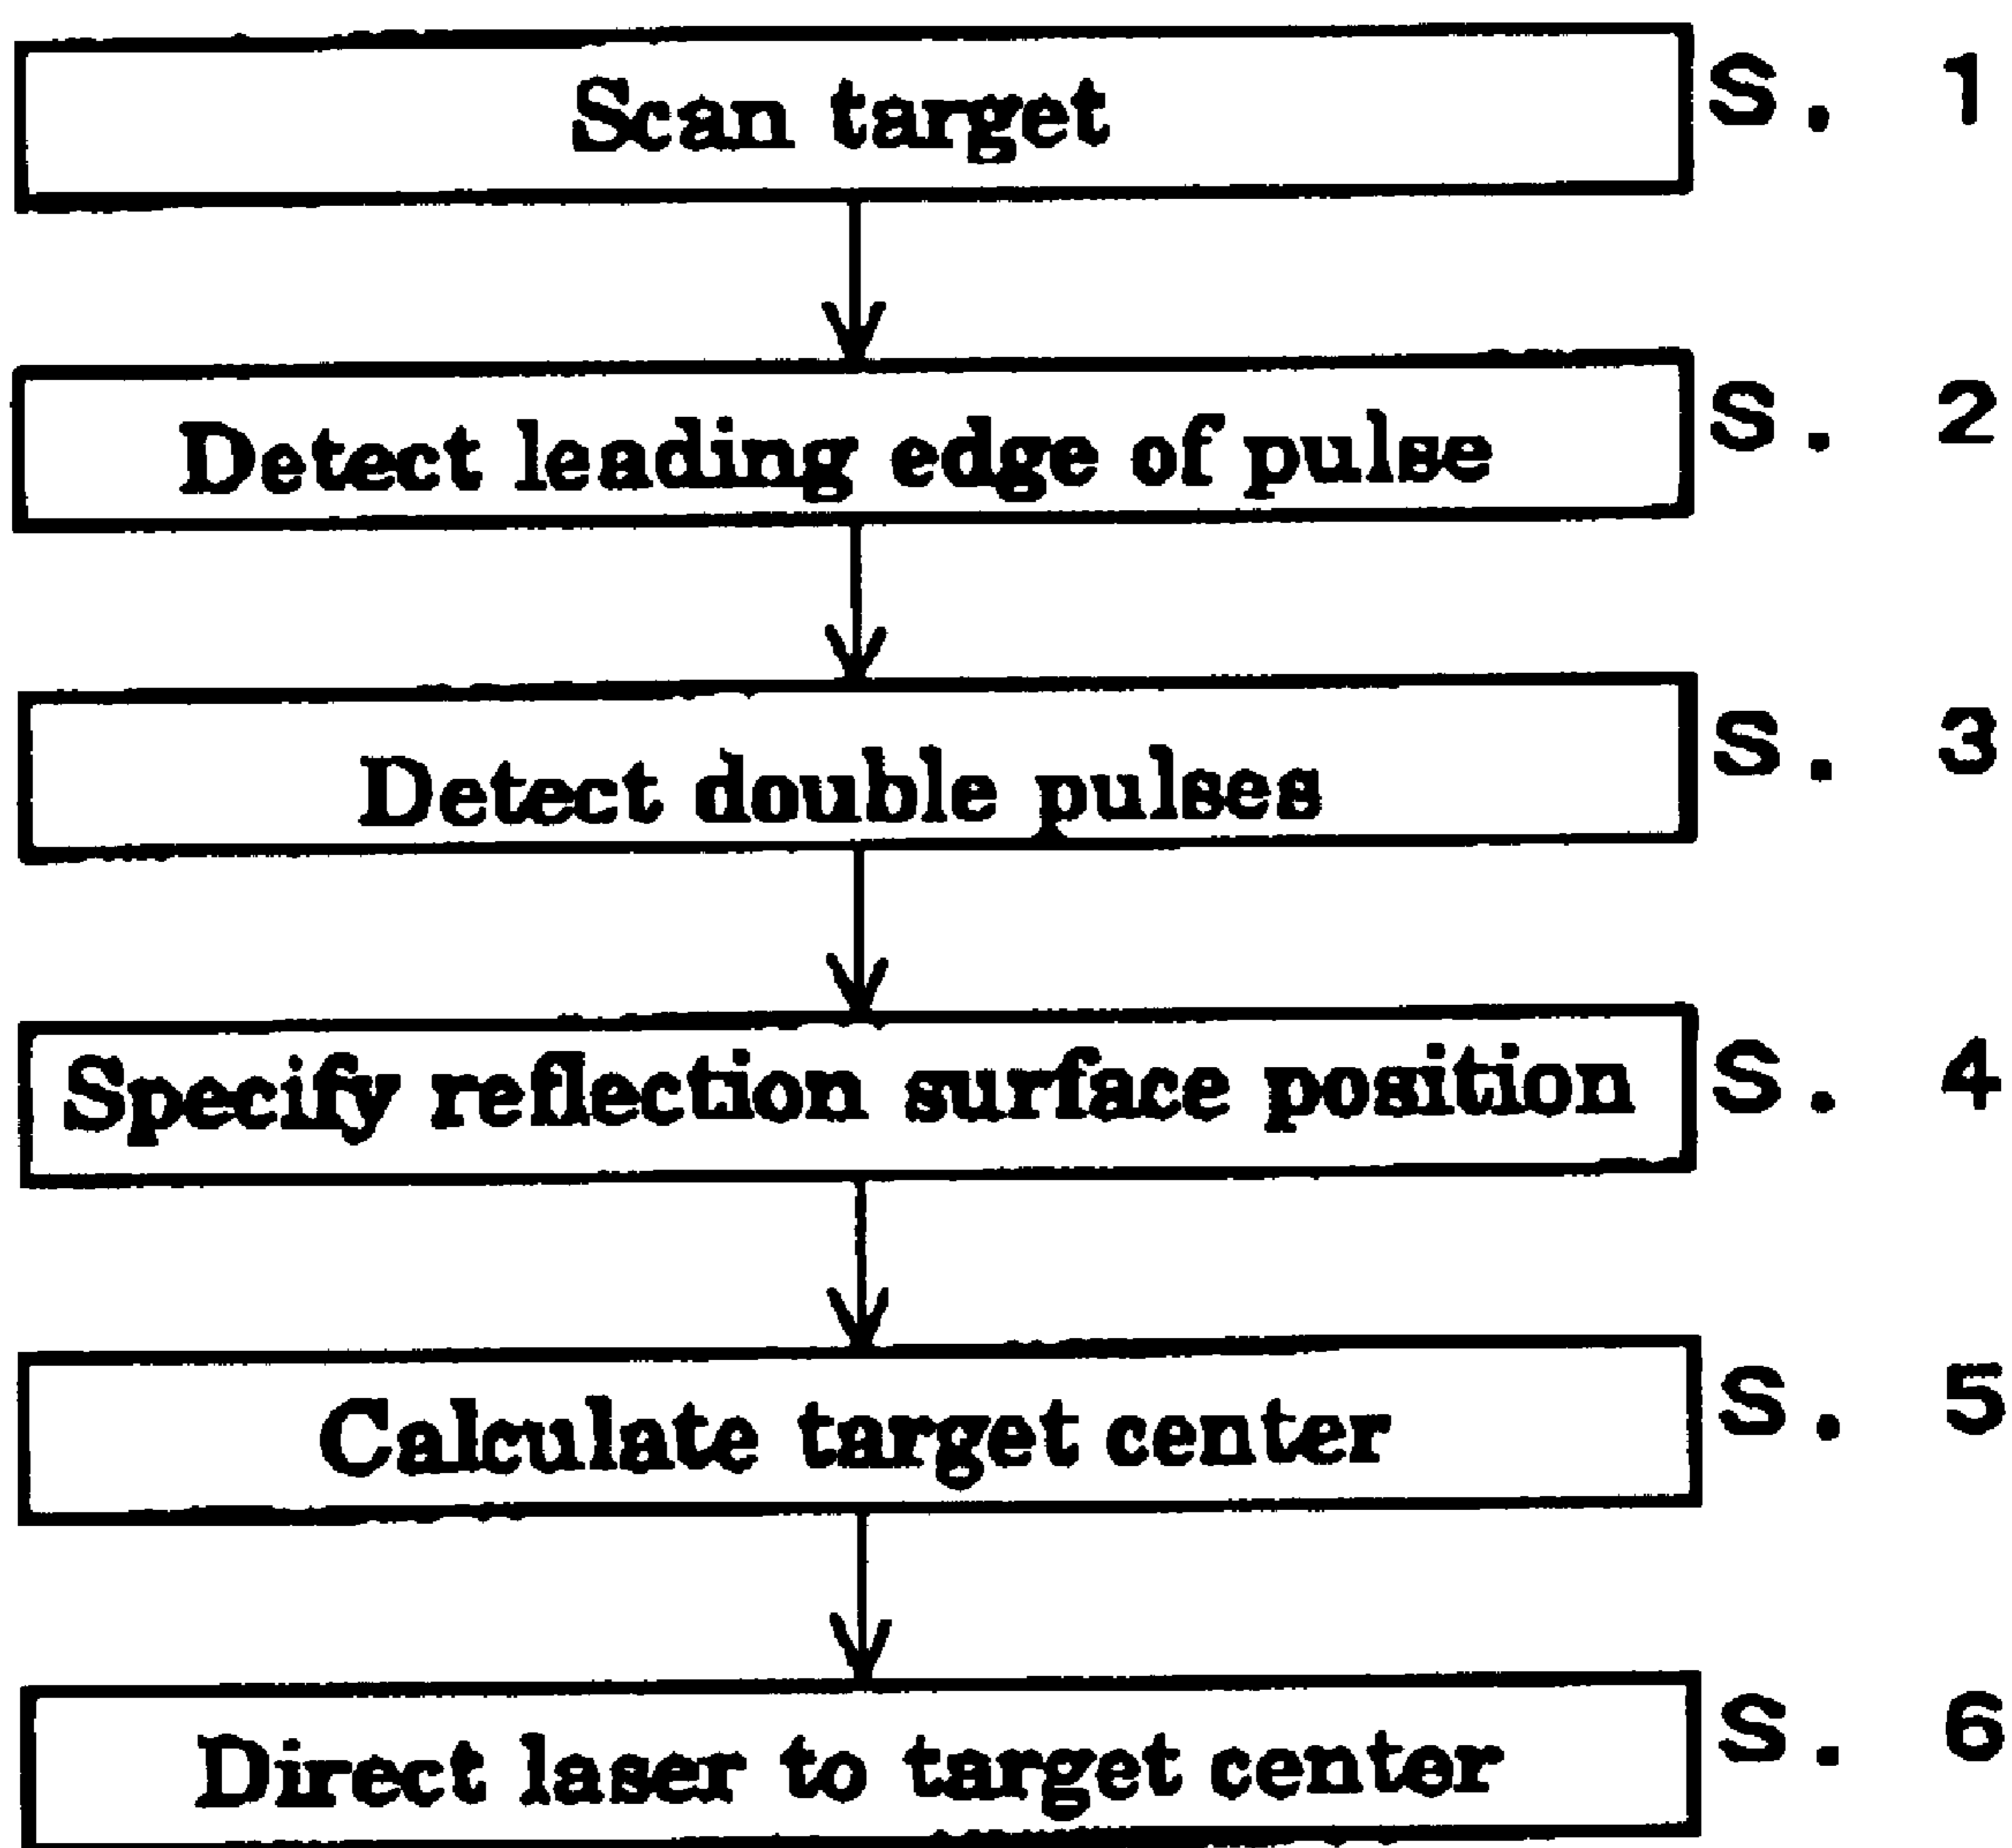 Scan target S. 1
Detect leading edge of pulse S. 2
Detect double pulses S. 3
Specify reflection surface position S. 4
Calculate target center S. 5
Direct laser to target center S. 6